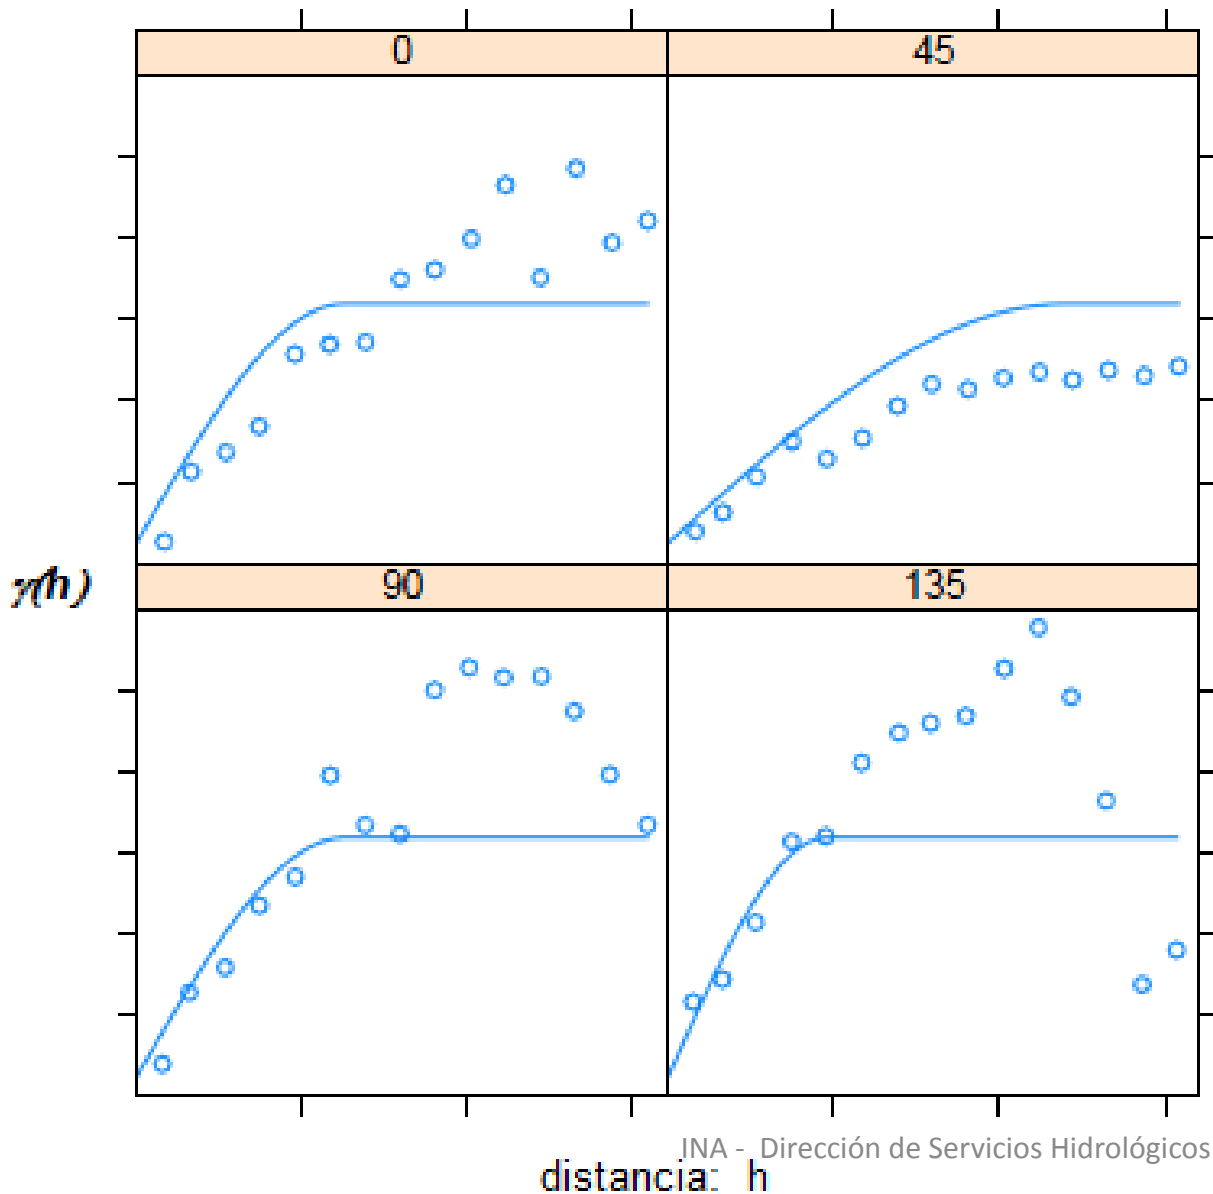 0
45
γ(h)
90
135
INA - Dirección de Servicios Hidrológicos
distancia: h